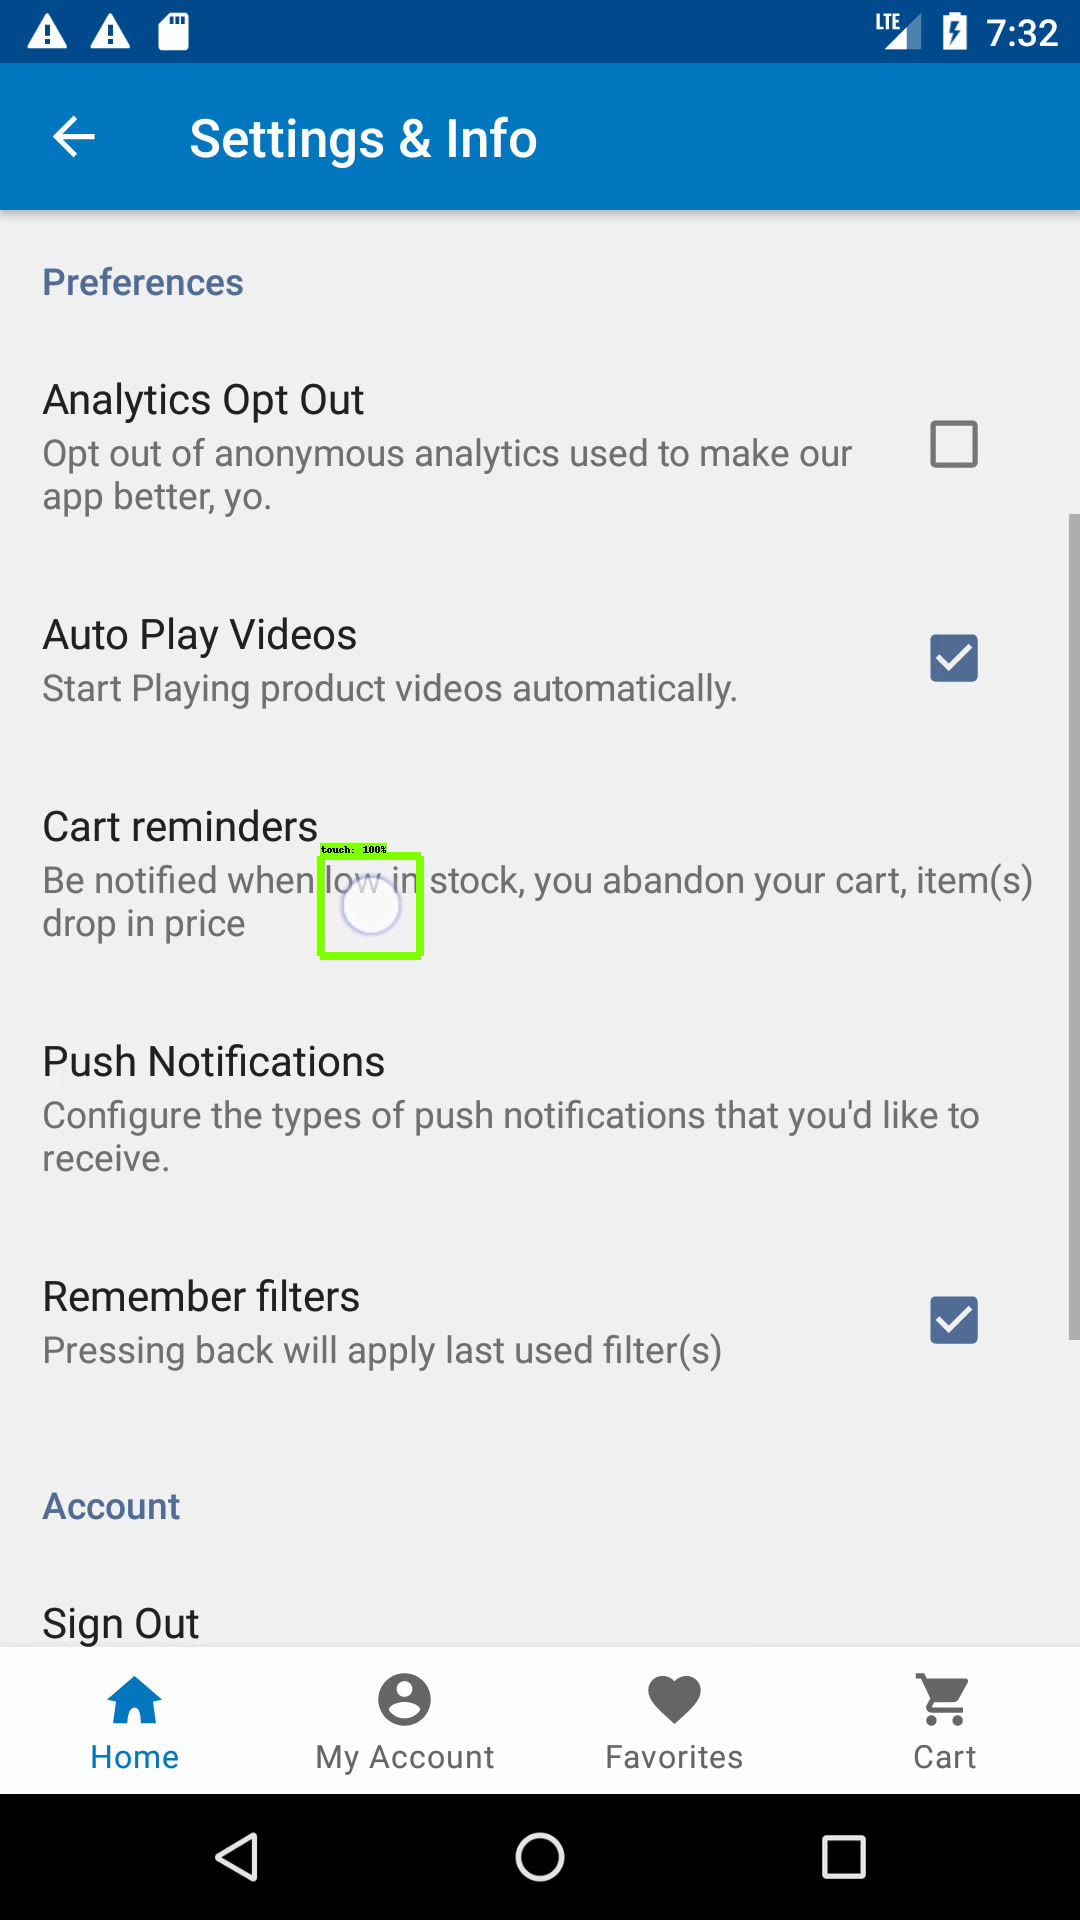 LTE 7:32
Settings & Info
Preferences
Analytics Opt Out
Opt out of anonymous analytics used to make our
app better, yo.
Auto Play Videos
Start Playing product videos automatically.
Cart reminders
touch: 100%
Be notified when low in stock, you abandon your cart, item(s)
drop in price
Push Notifications
Configure the types of push notifications that you'd like to
receive.
Remember filters
Pressing back will apply last used filter(s)
Account
Sign Out
Home My Account Favorites Cart